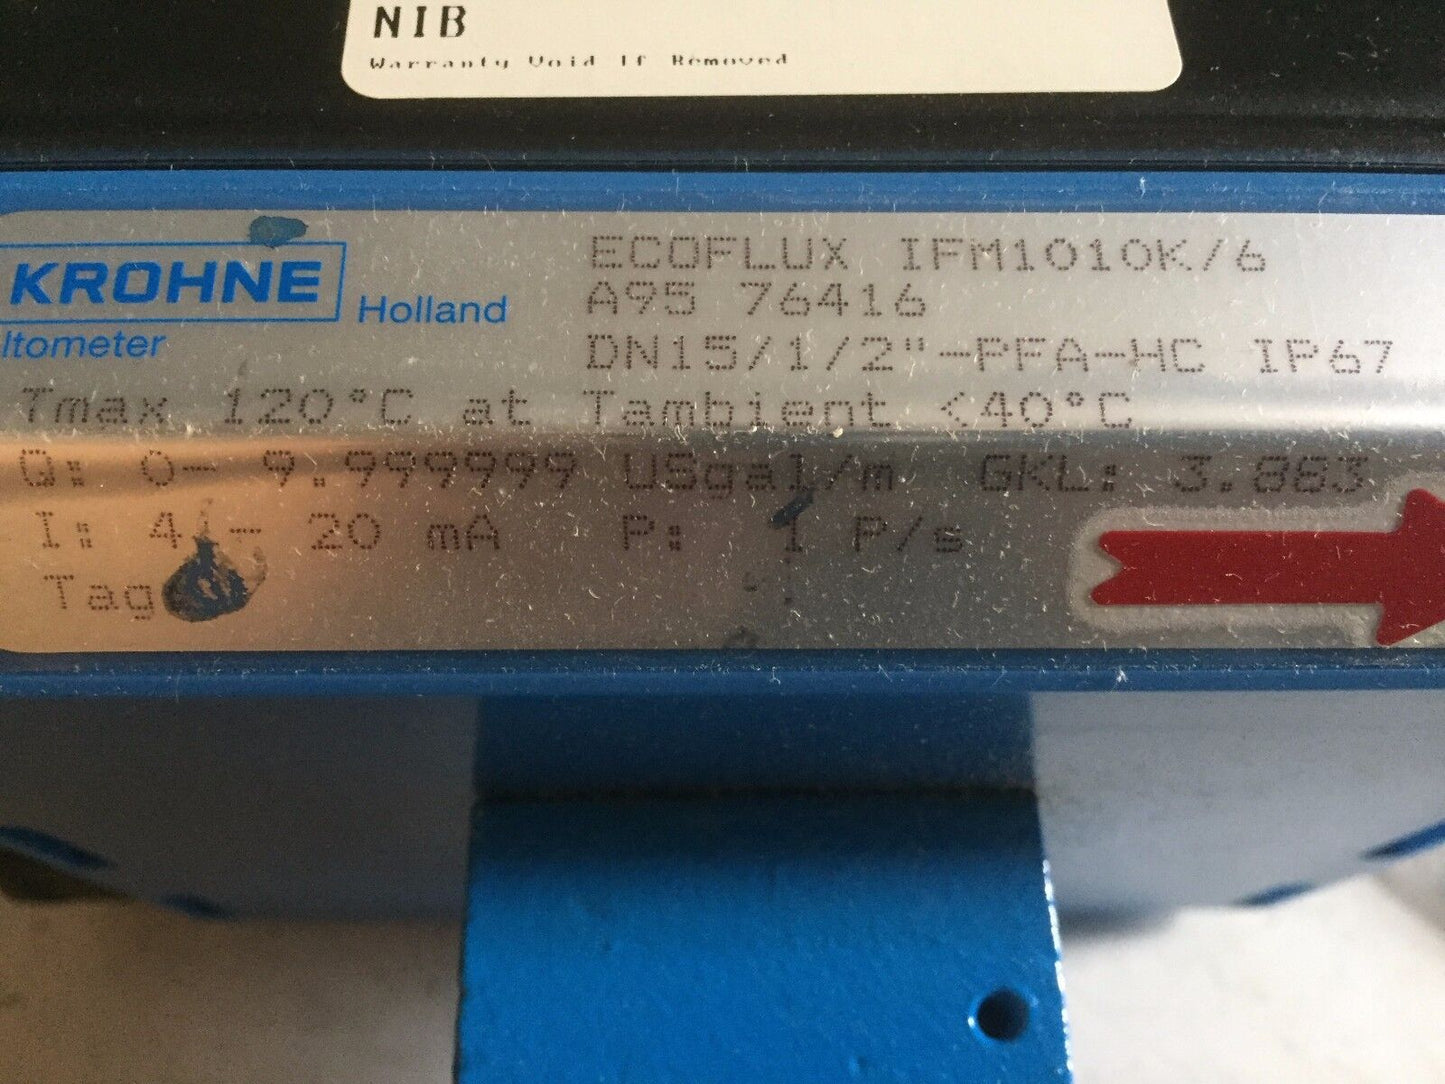 NIB
Warranty Void If Removed
KROHNE
Holland
ltometer
ECOFLUX IFM1010K/6
A95 76416
DN15/1/2"-PFA-HC IP67
Tmax 120°C at Tambient <40°C
Q: 0- 9.999999 USgal/m GKL: 3.883
I: 4 - 20 mA P: 1 P/s
Tag